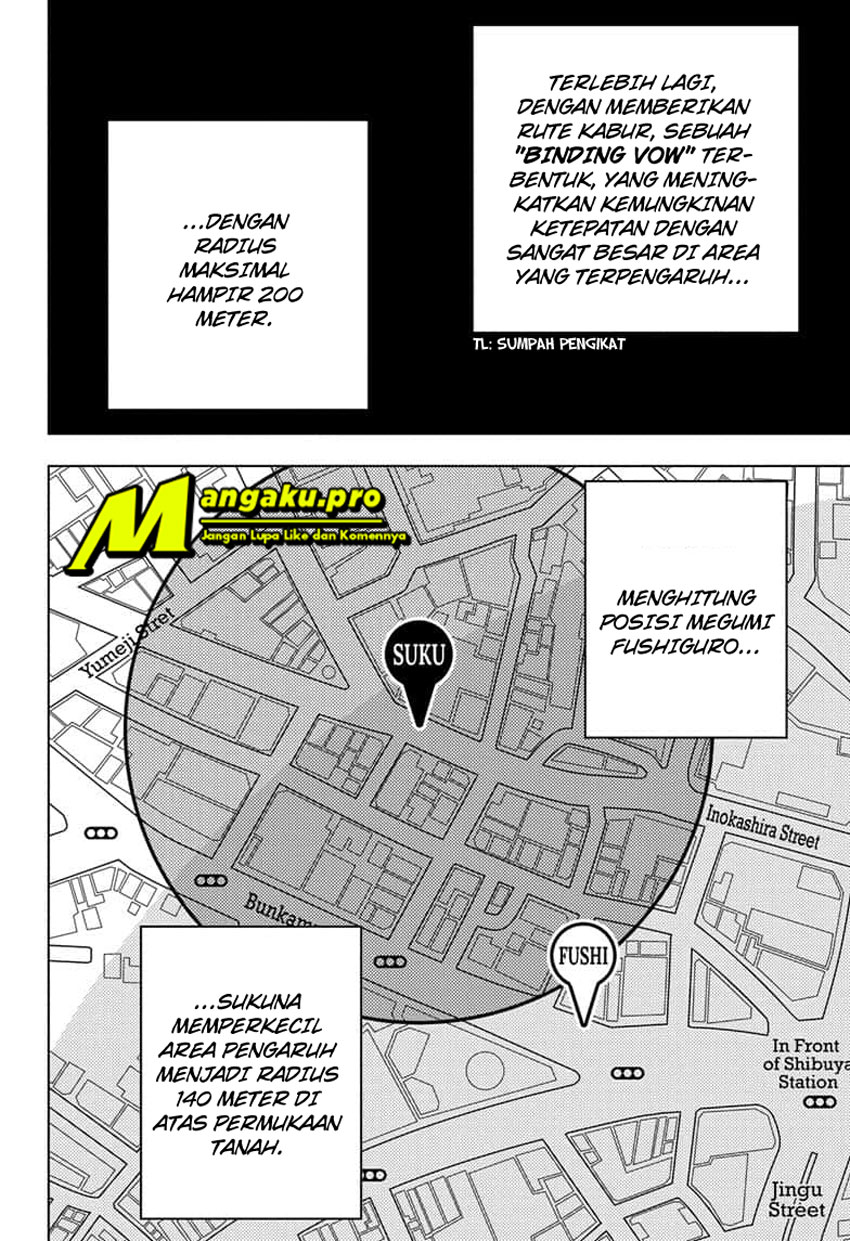 TERLEBIH LAGI,
DENGAN MEMBERIKAN
RUTE KABUR, SEBUAH
"BINDING VOW" TER-
BENTUK, YANG MENING-
KATKAN KEMUNGKINAN
KETEPATAN DENGAN
SANGAT BESAR DI AREA
YANG TERPENGARUH...
TL: SUMPAH PENGIKAT
...DENGAN
RADIUS
MAKSIMAL
HAMPIR 200
METER.
MENGHITUNG
POSISI MEGUMI
FUSHIGURO...
Mangaku.pro
Jangan Lupa Like dan Komennya
Yumeji Stret
SUKU
Inokashira Street
Bunkam
FUSHI
...SUKUNA
MEMPERKECIL
AREA PENGARUH
MENJADI RADIUS
140 METER DI
ATAS PERMUKAAN
TANAH.
In Front
of Shibuya
Station
Jingu
Street